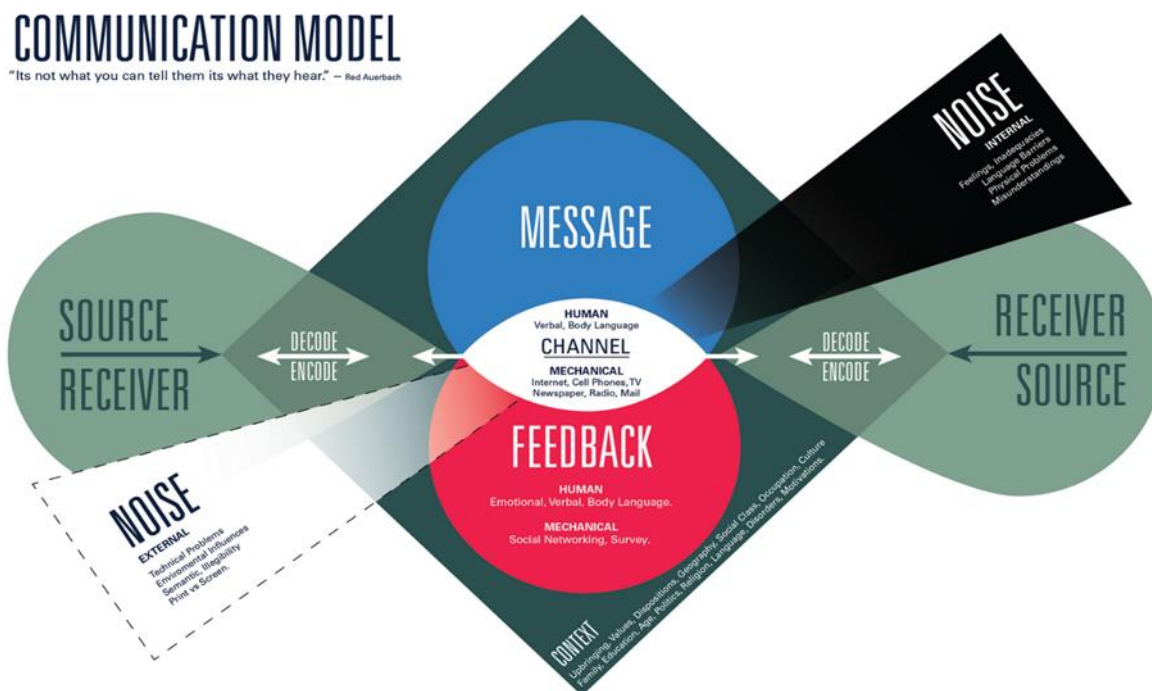 COMMUNICATION MODEL
"Its not what you can tell them its what they hear." – Red Auerbach
NOISE
INTERNAL
Feelings, Inadequacies
Language Barriers
Physical Problems
Misunderstandings
MESSAGE
SOURCE
RECEIVER
DECODE
ENCODE
HUMAN
Verbal, Body Language
CHANNEL
MECHANICAL
Internet, Cell Phones, TV
Newspaper, Radio, Mail
DECODE
ENCODE
RECEIVER
SOURCE
FEEDBACK
HUMAN
Emotional, Verbal, Body Language.
MECHANICAL
Social Networking, Survey.
NOISE
EXTERNAL
Technical Problems
Enviromental Influences
Semantic, Illegibility
Print vs Screen.
CONTEXT
Upbringing, Values, Dispositions, Geography, Social Class, Occupation, Culture
Family, Education, Age, Politics, Religion, Language, Disorders, Motivations.